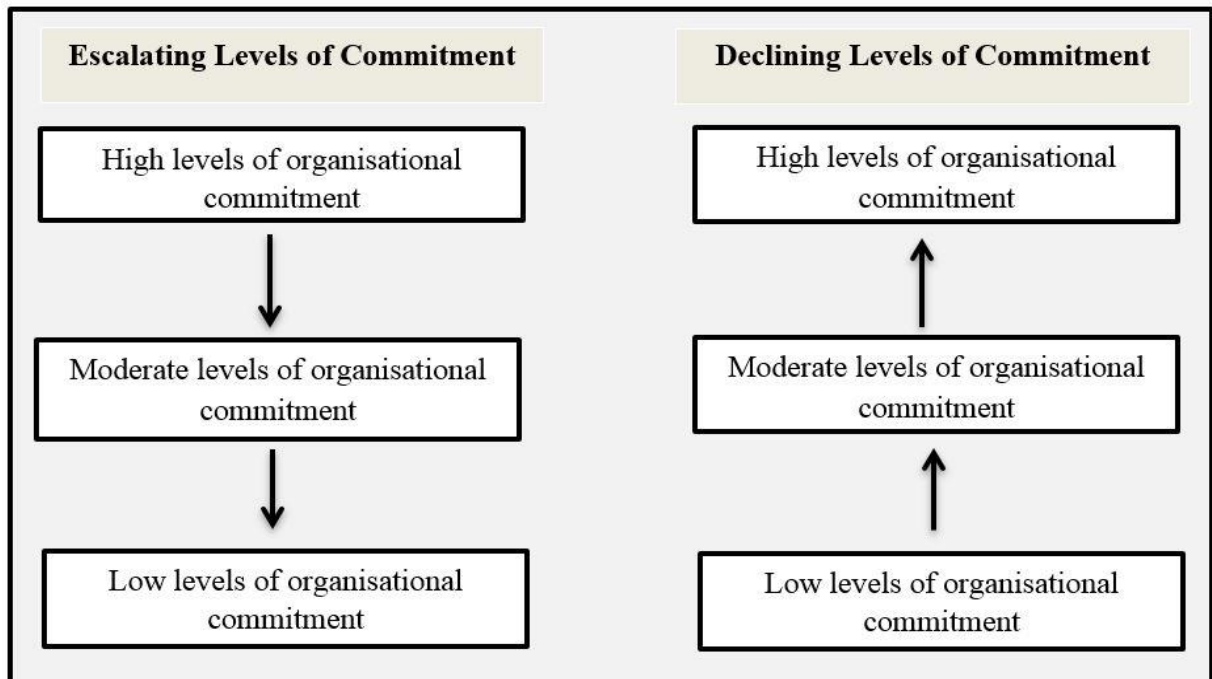 Escalating Levels of Commitment
High levels of organisational
commitment
Moderate levels of organisational
commitment
Low levels of organisational
commitment
Declining Levels of Commitment
High levels of organisational
commitment
Moderate levels of organisational
commitment
Low levels of organisational
commitment